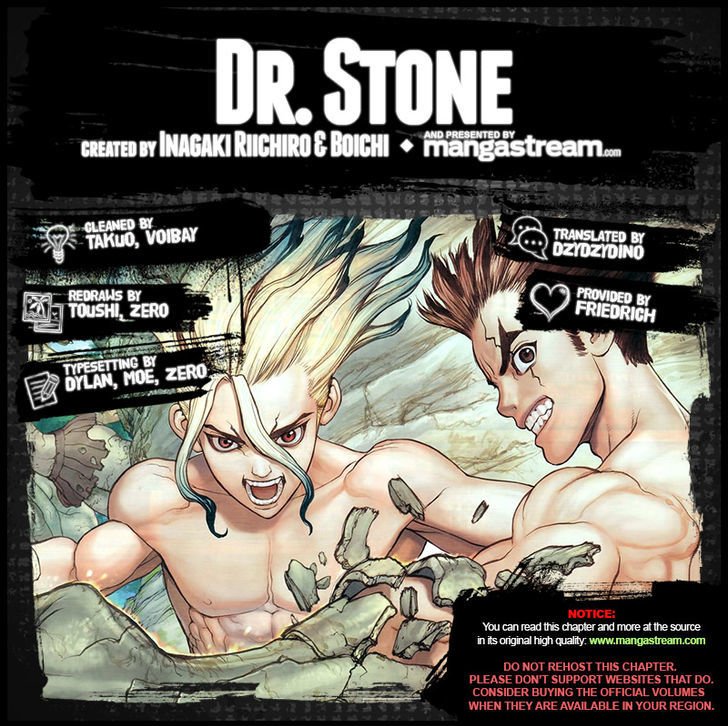 DR. STONE
CREATED BY INAGAKI RIICHIRO & BOICHI ◆ AND PRESENTED BY mangastream.com
CLEANED BY
TAKUO, VOIBAY
REDRAWS BY
TOUSHI, ZERO
TYPESETTING BY
DYLAN, MOE, ZERO
TRANSLATED BY
DZYDZYDINO
PROVIDED BY
FRIEDRICH
NOTICE:
You can read this chapter and more at the source
in its original high quality: www.mangastream.com
DO NOT REHOST THIS CHAPTER.
PLEASE DON'T SUPPORT WEBSITES THAT DO.
CONSIDER BUYING THE OFFICIAL VOLUMES
WHEN THEY ARE AVAILABLE IN YOUR REGION.